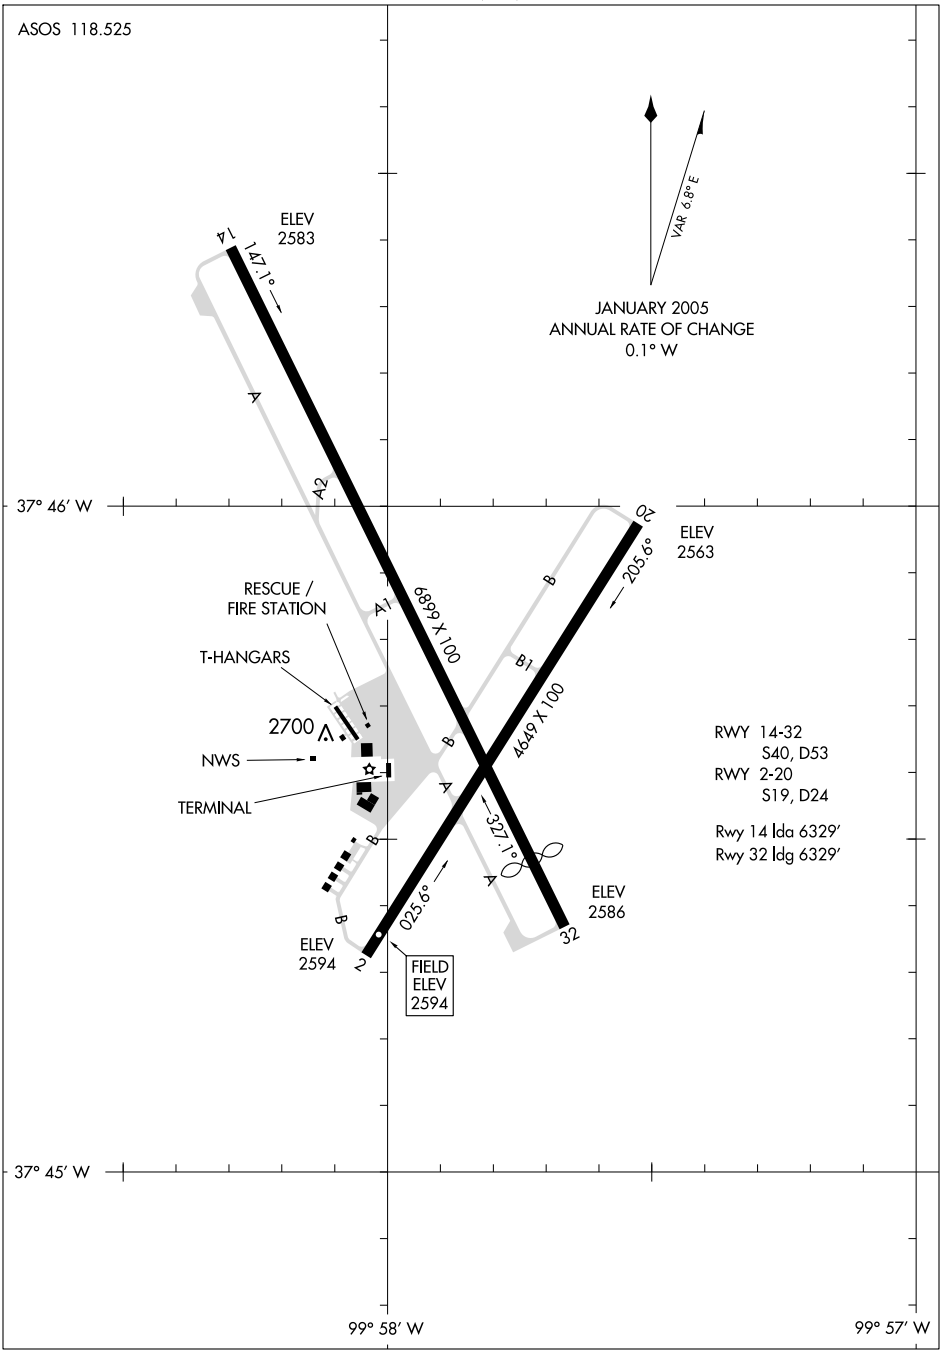 ASOS 118.525
ELEV
2583
14
147.1°
VAR 6.8° E
JANUARY 2005
ANNUAL RATE OF CHANGE
0.1° W
A
A2
37° 46' W
20
ELEV
2563
205.6°
B
RESCUE /
FIRE STATION
A1
6899 X 100
T-HANGARS
B1
4649 X 100
2700
B
NWS
A
TERMINAL
RWY 14-32
S40, D53
RWY 2-20
S19, D24
Rwy 14 lda 6329'
Rwy 32 ldg 6329'
327.1°
B
A
025.6°
ELEV
2586
32
B
ELEV
2594
2
FIELD
ELEV
2594
37° 45' W
99° 58' W
99° 57' W